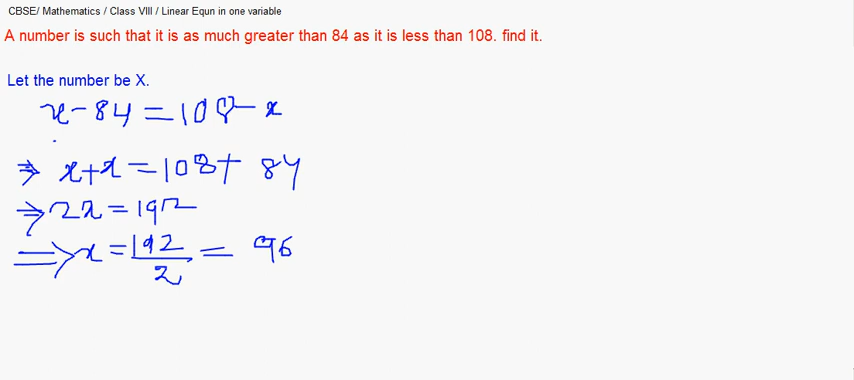 CBSE/ Mathematics / Class VIII / Linear Equn in one variable
A number is such that it is as much greater than 84 as it is less than 108. find it.
Let the number be X.
x - 84 = 108 - x
⇒ x + x = 108 + 84
⇒ 2x = 192
⇒ x = 192/2 = 96